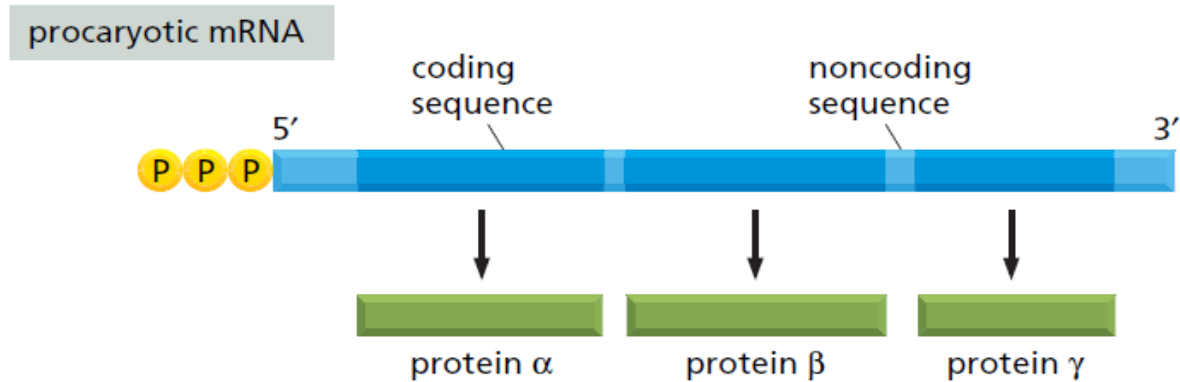 procaryotic mRNA
coding
sequence
noncoding
sequence
5′
3′
P P P
protein α
protein β
protein γ